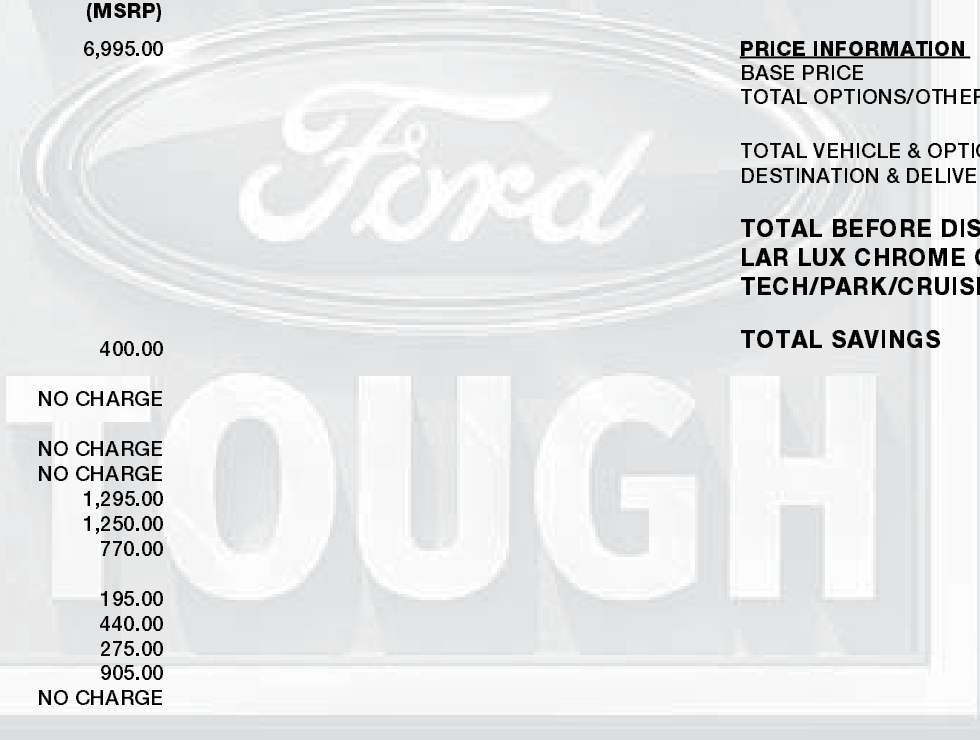 (MSRP)
6,995.00
400.00
NO CHARGE
NO CHARGE
NO CHARGE
1,295.00
1,250.00
770.00
195.00
440.00
275.00
905.00
NO CHARGE
PRICE INFORMATION
BASE PRICE
TOTAL OPTIONS/OTHER
TOTAL VEHICLE & OPTIO
DESTINATION & DELIVE
TOTAL BEFORE DIS
LAR LUX CHROME
TECH/PARK/CRUISE
TOTAL SAVINGS
Ford
TOUGH